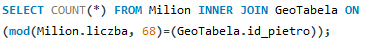 SELECT COUNT(*) FROM Milion INNER JOIN GeoTabela ON
(mod(Milion.liczba, 68)=(GeoTabela.id_pietro));